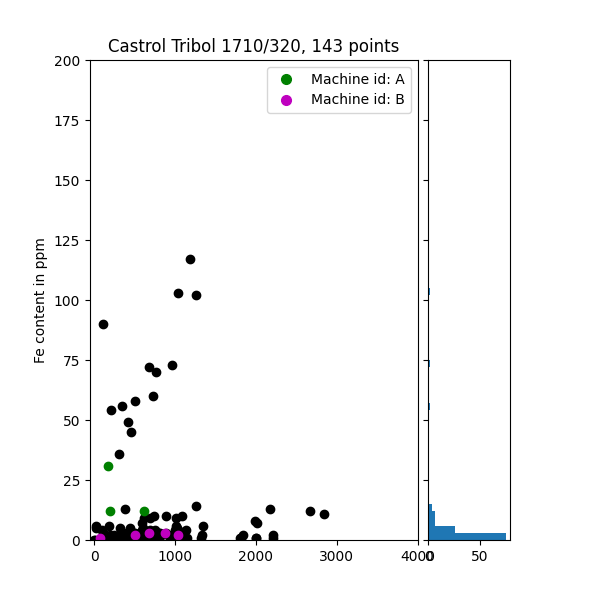 Castrol Tribol 1710/320, 143 points
Machine id: A
Machine id: B
Fe content in ppm
200
175
150
125
100
75
50
25
0
0 1000 2000 3000 4000
0 50